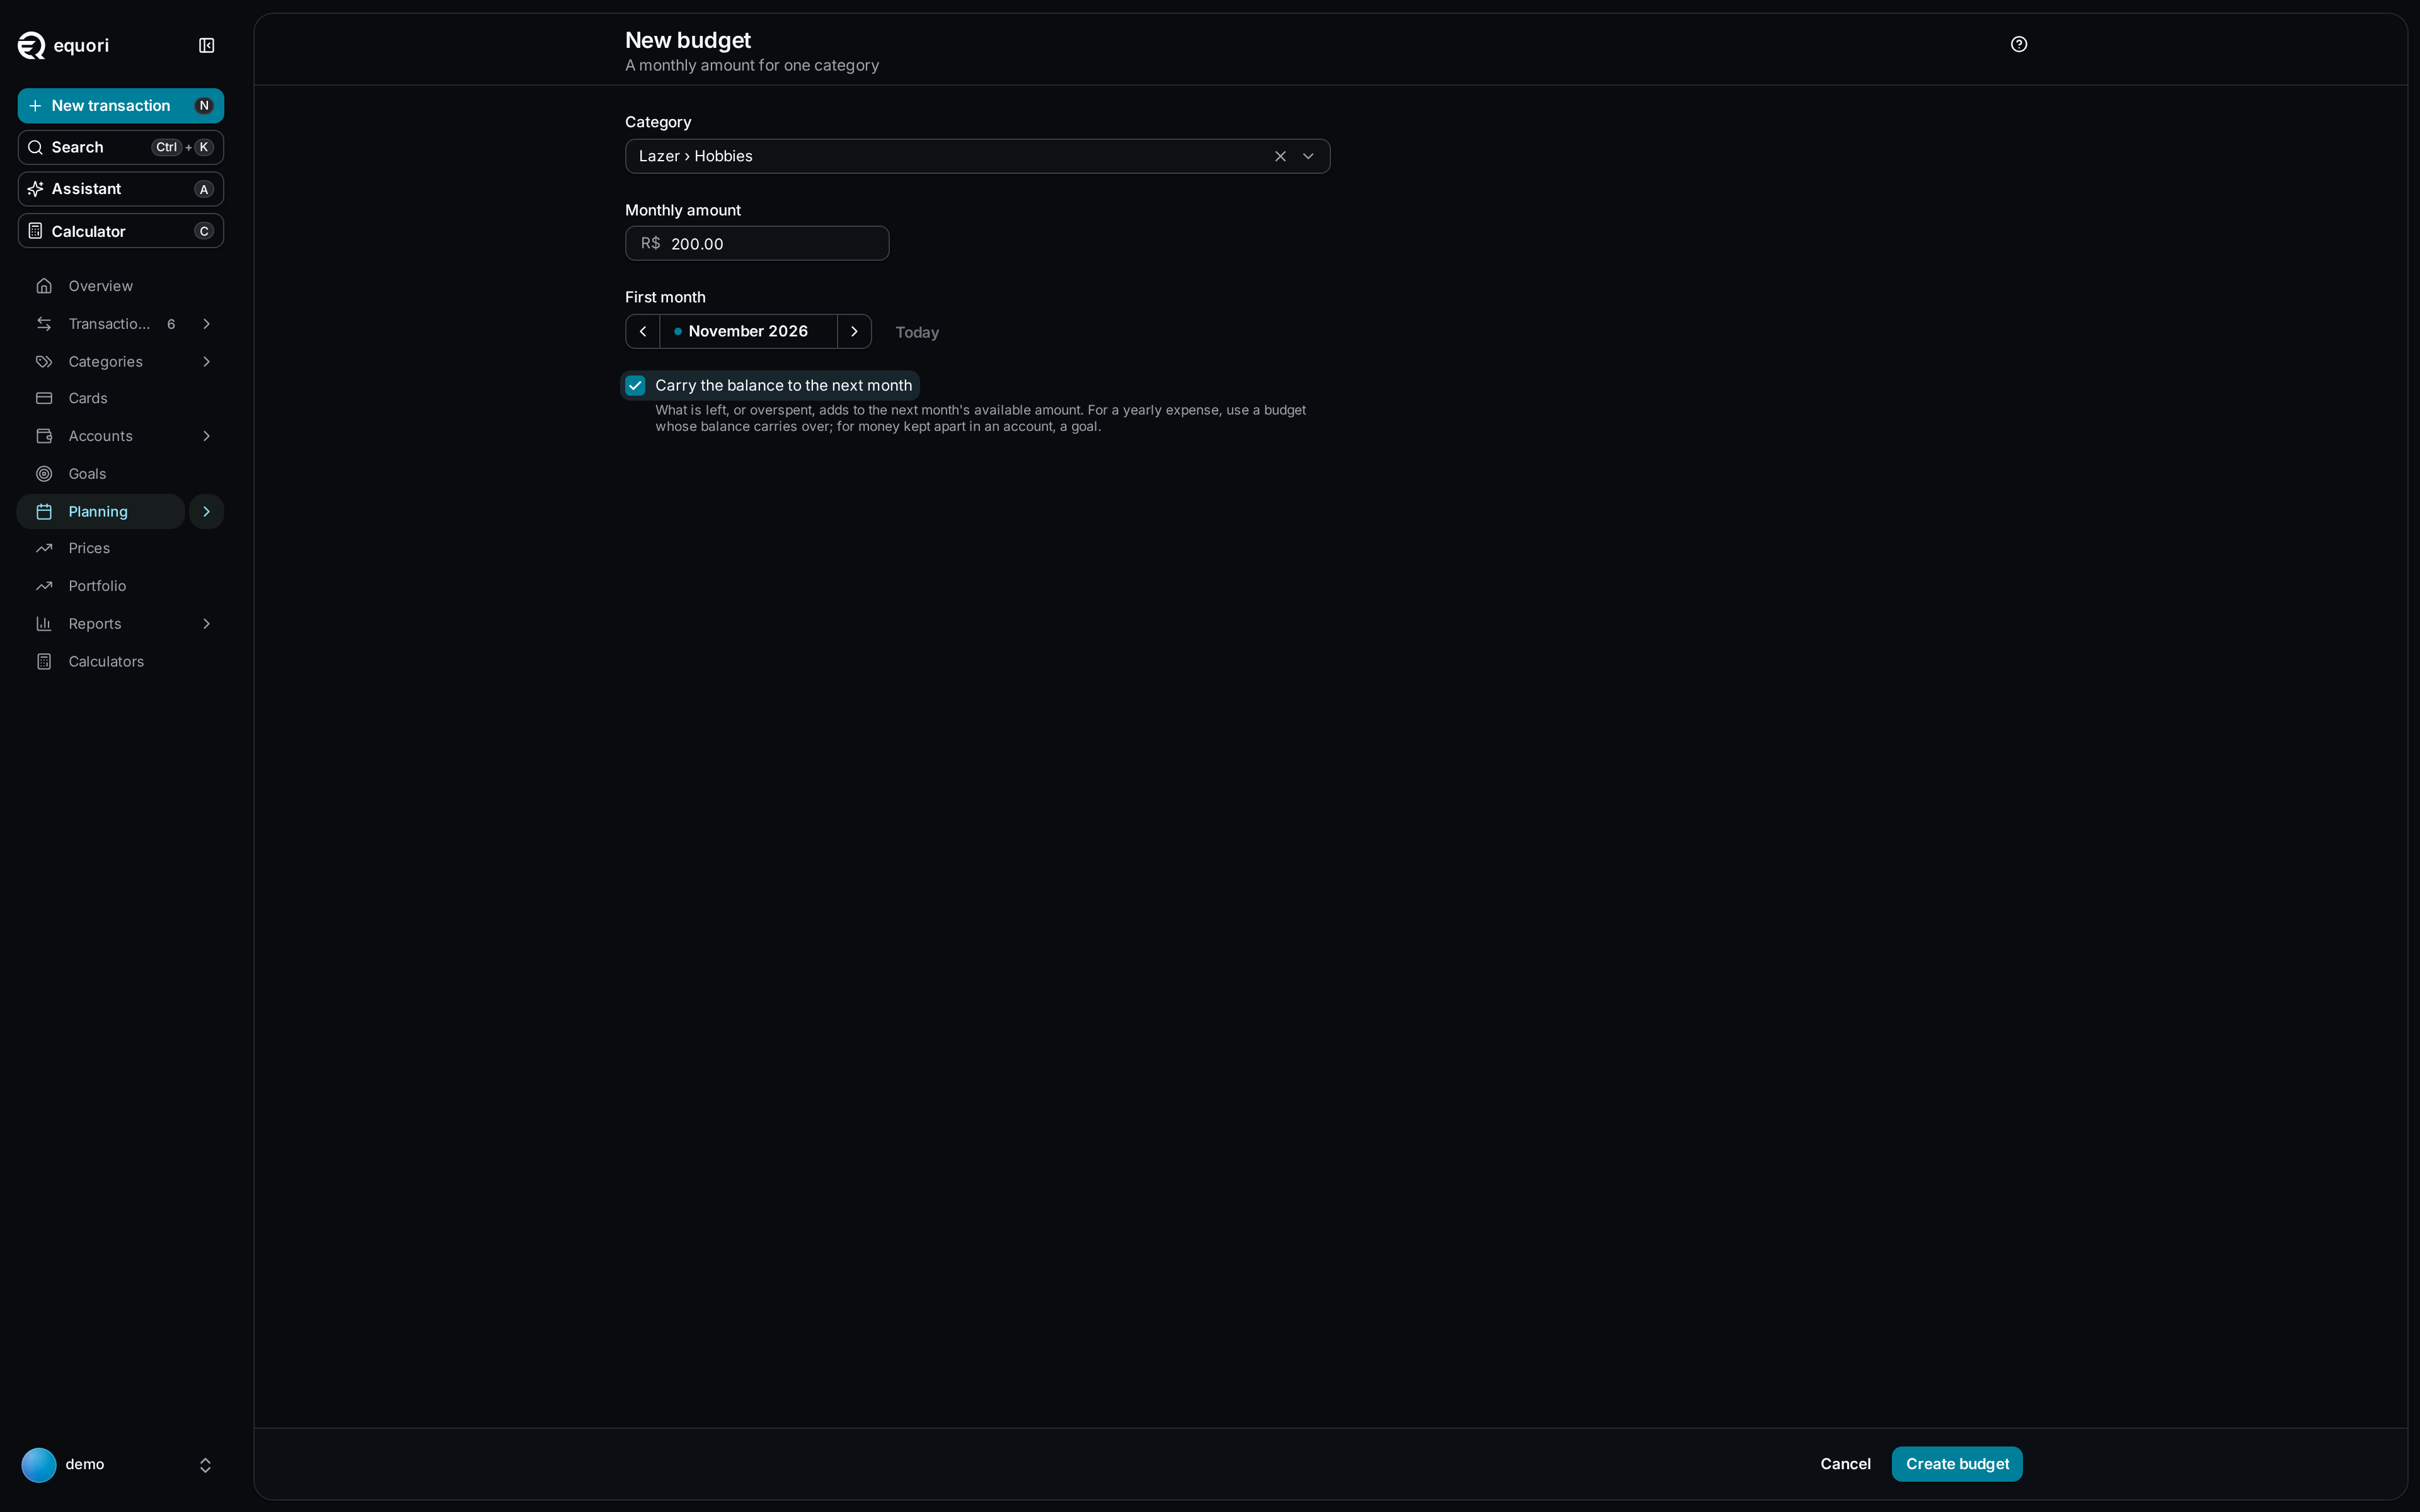 equori
New transaction N
Search Ctrl + K
Assistant A
Calculator C
Overview
Transactio... 6
Categories
Cards
Accounts
Goals
Planning
Prices
Portfolio
Reports
Calculators
demo
New budget
A monthly amount for one category
Category
Lazer › Hobbies
Monthly amount
R$ 200.00
First month
November 2026
Today
Carry the balance to the next month
What is left, or overspent, adds to the next month's available amount. For a yearly expense, use a budget
whose balance carries over; for money kept apart in an account, a goal.
Cancel
Create budget